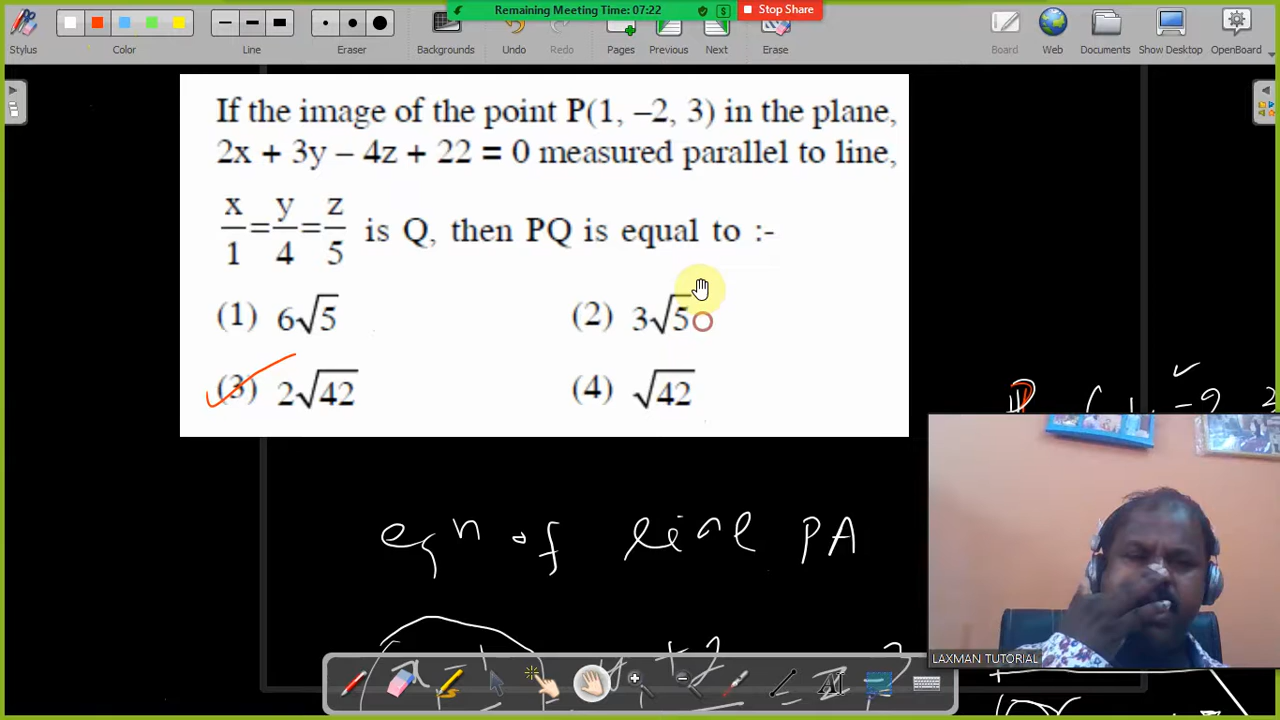 Remaining Meeting Time: 07:22
Stop Share
Stylus Color Line Eraser Backgrounds Undo Redo Pages Previous Next Erase Board Web Documents Show Desktop OpenBoard
If the image of the point P(1, –2, 3) in the plane,
2x + 3y – 4z + 22 = 0 measured parallel to line,
x/1 = y/4 = z/5 is Q, then PQ is equal to :-
(1) 6√5 (2) 3√5
(3) 2√42 (4) √42
eqn of line PA
LAXMAN TUTORIAL